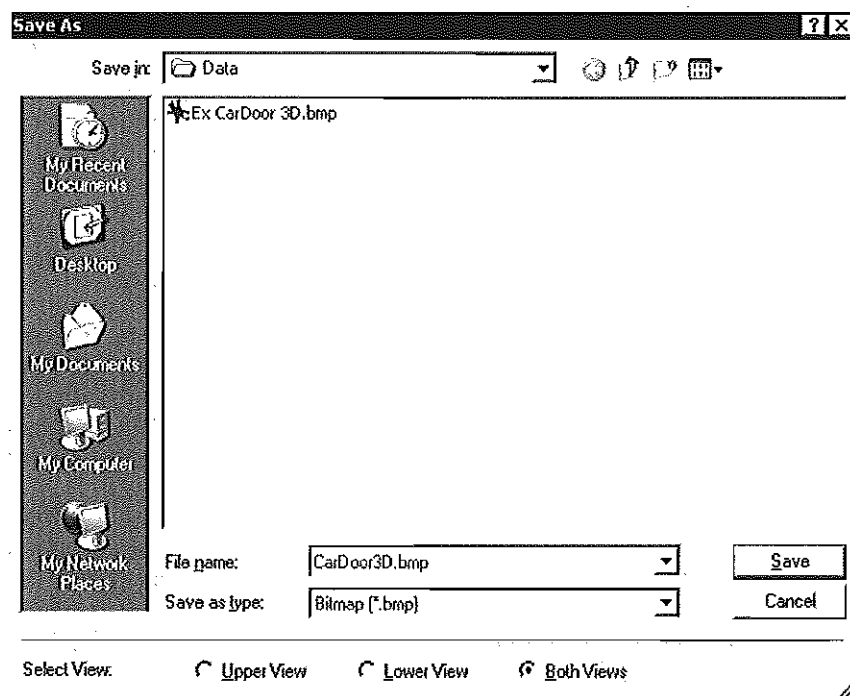 Save As
Save in: Data
Ex CarDoor 3D.bmp
My Recent
Documents
Desktop
My Documents
My Computer
My Network
Places
File name: CarDoor3D.bmp Save
Save as type: Bitmap (*.bmp) Cancel
Select View: Upper View Lower View Both Views